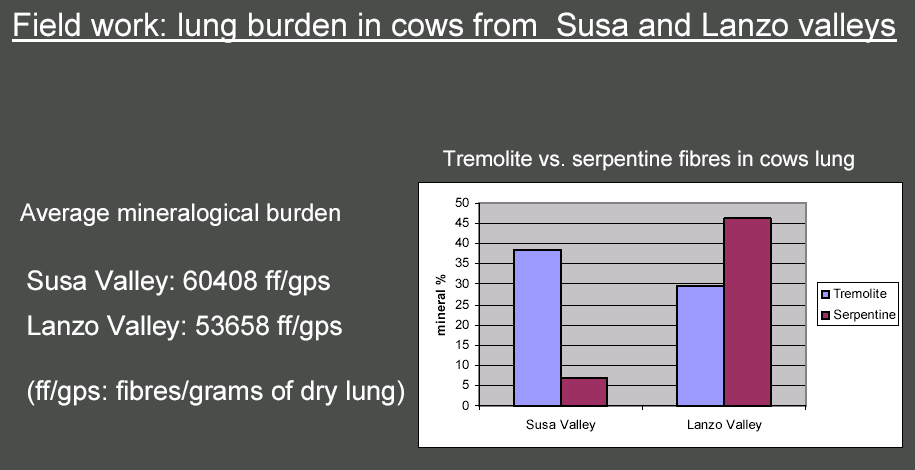 Field work: lung burden in cows from Susa and Lanzo valleys
Tremolite vs. serpentine fibres in cows lung
Average mineralogical burden
Susa Valley: 60408 ff/gps
Lanzo Valley: 53658 ff/gps
(ff/gps: fibres/grams of dry lung)
mineral %
50
45
40
35
30
25
20
15
10
5
0
Susa Valley
Lanzo Valley
Tremolite
Serpentine